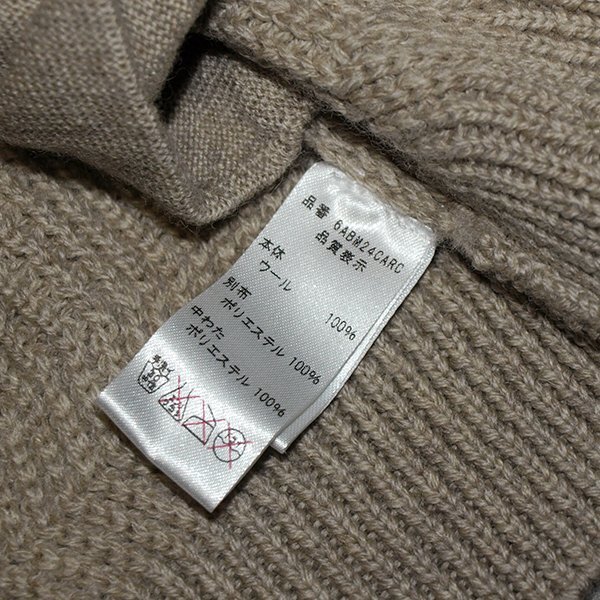 品番 6ABM24CARC
品質表示
本体
ウール 100%
別布
ポリエステル 100%
中わた
ポリエステル 100%